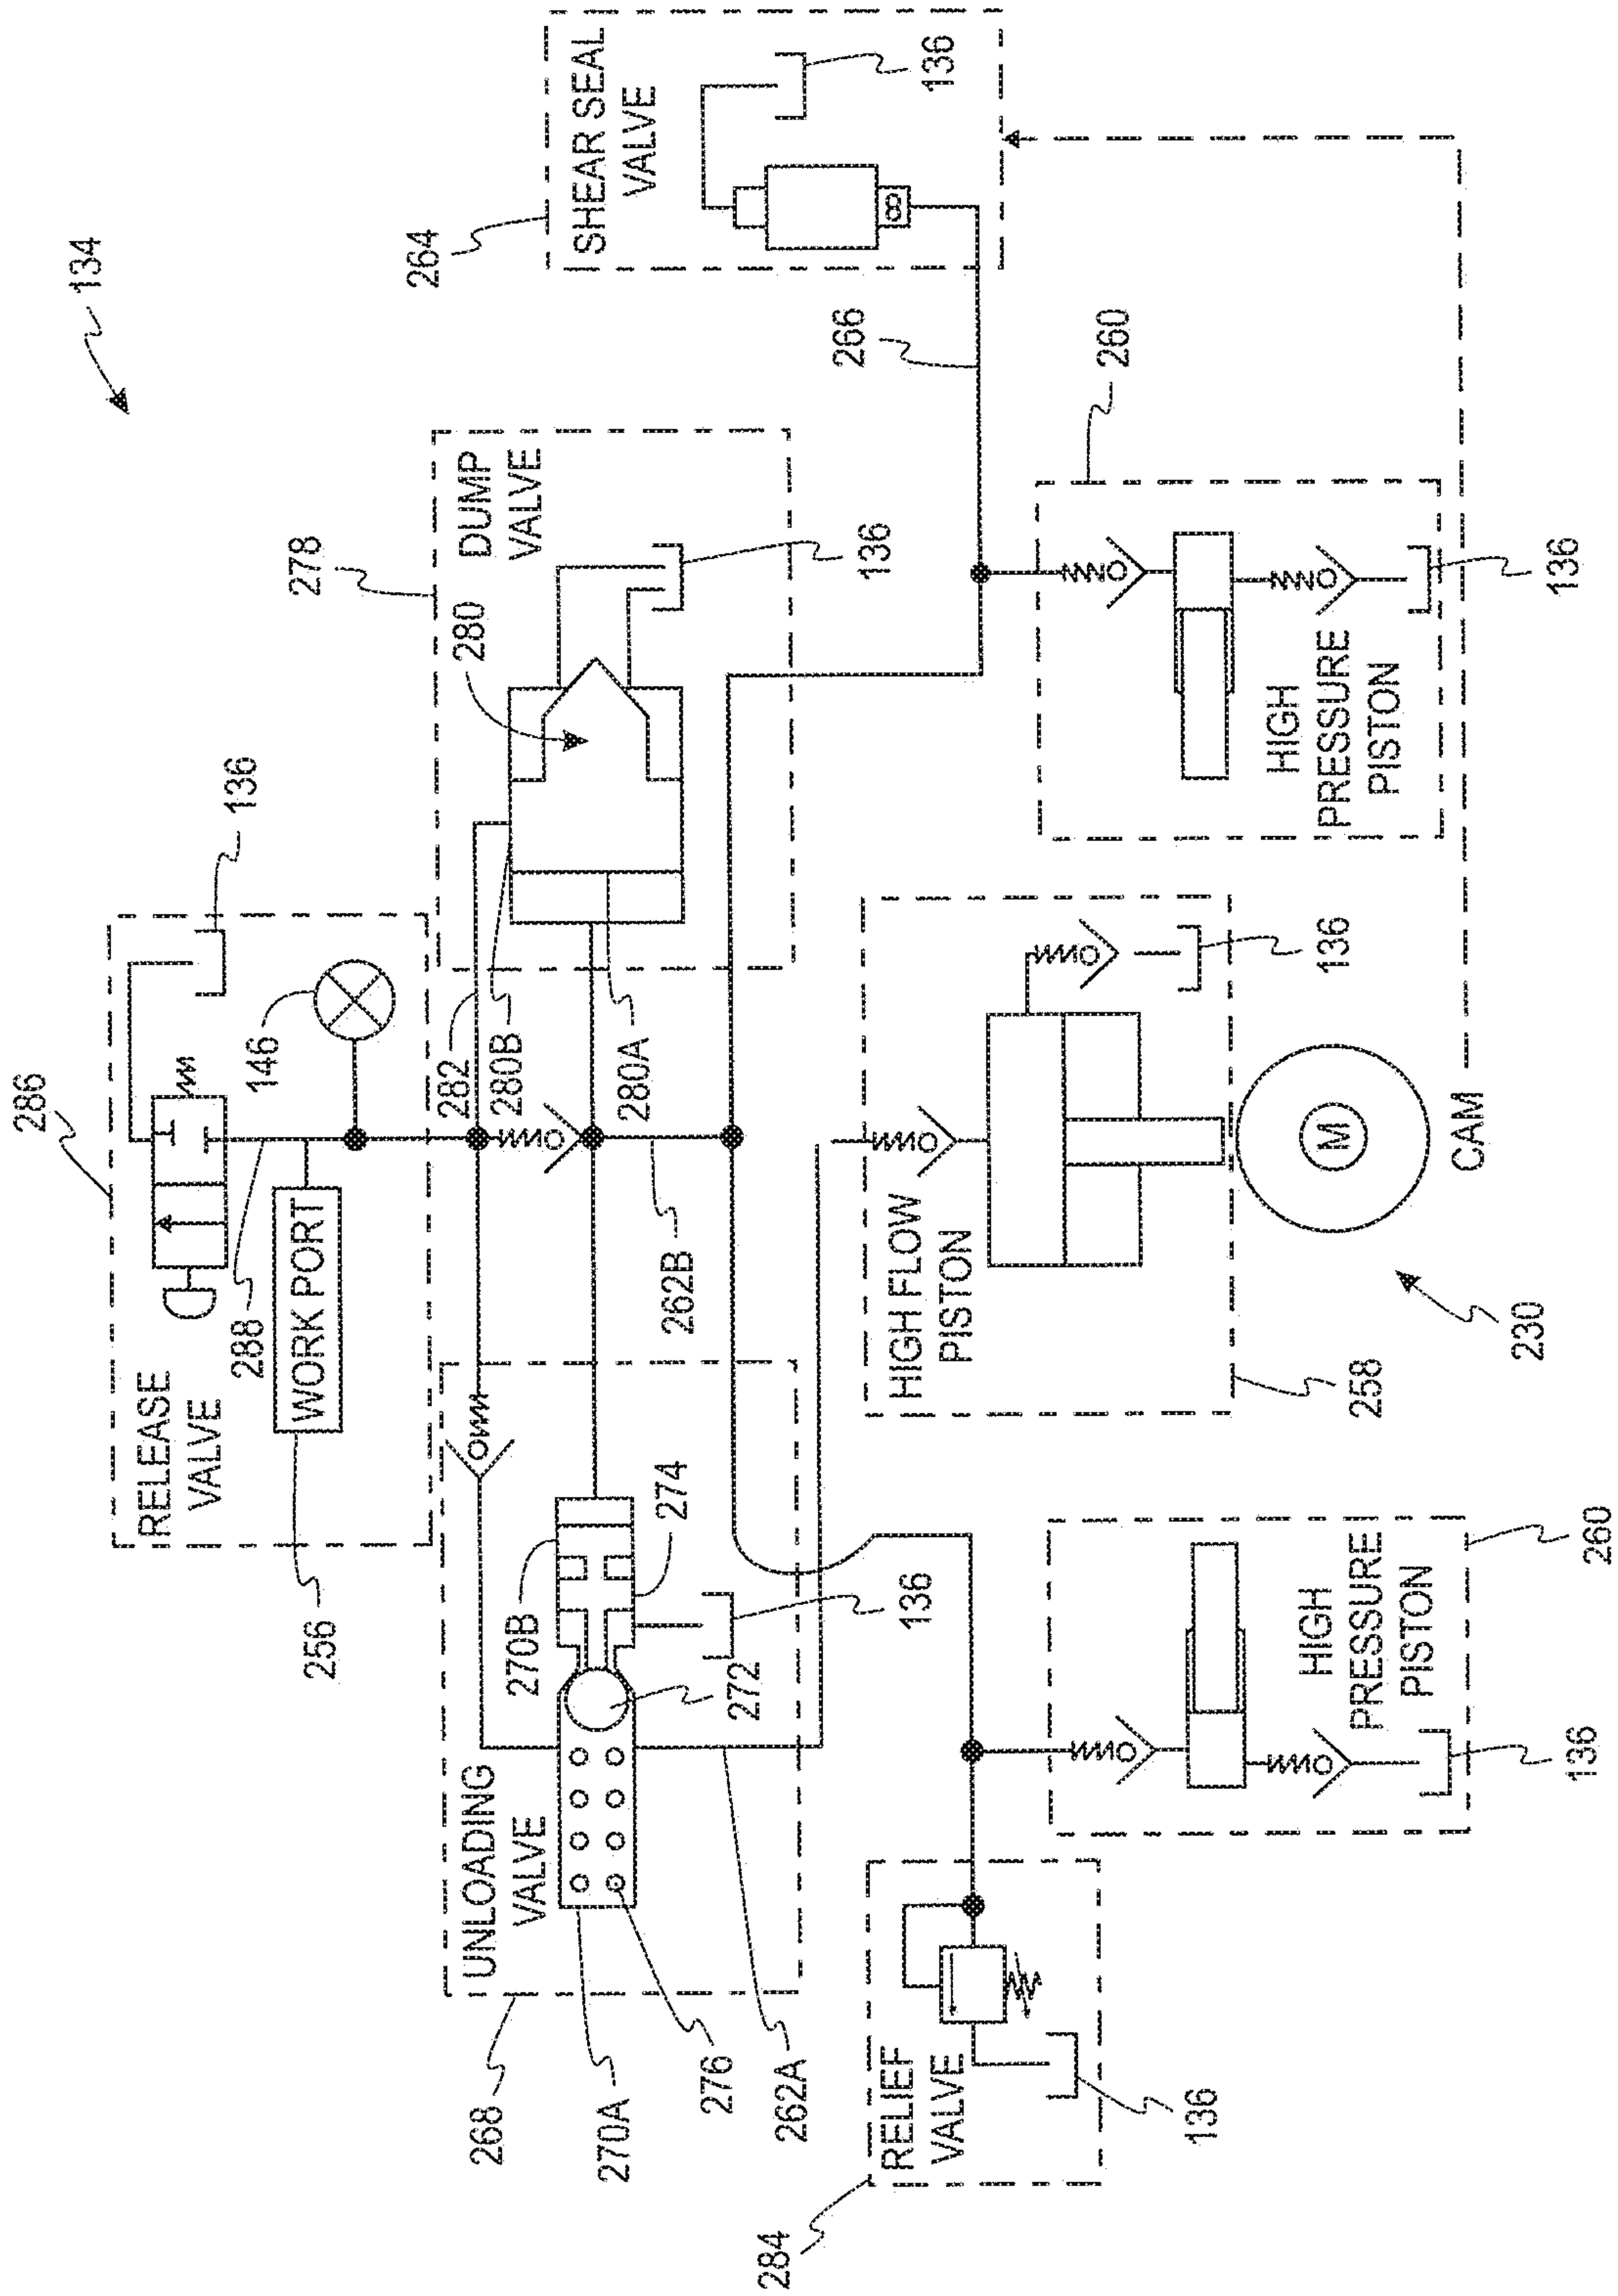 134
264
SHEAR SEAL
VALVE
136
266
260
278
DUMP
VALVE
280
136
HIGH
PRESSURE
PISTON
136
286
136
146
282
280B
280A
288
RELEASE
VALVE
WORK PORT
256
262B
HIGH FLOW
PISTON
136
M
CAM
230
258
270B
274
136
272
UNLOADING
VALVE
268
270A
276
262A
HIGH
PRESSURE
PISTON
260
136
RELIEF
VALVE
136
284